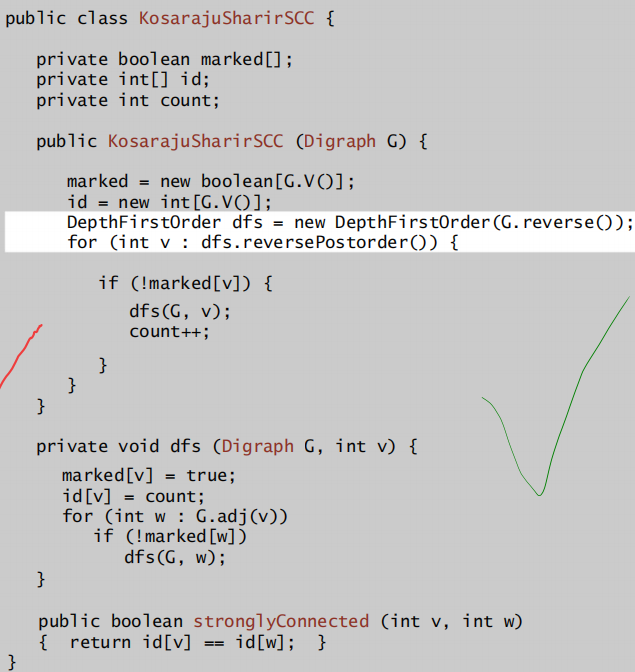 public class KosarajuSharirSCC {
private boolean marked[];
private int[] id;
private int count;
public KosarajuSharirSCC (Digraph G) {
marked = new boolean[G.V()];
id = new int[G.V()];
DepthFirstOrder dfs = new DepthFirstOrder(G.reverse());
for (int v : dfs.reversePostorder()) {
if (!marked[v]) {
dfs(G, v);
count++;
}
}
}
private void dfs (Digraph G, int v) {
marked[v] = true;
id[v] = count;
for (int w : G.adj(v))
if (!marked[w])
dfs(G, w);
}
public boolean stronglyConnected (int v, int w)
{ return id[v] == id[w]; }
}